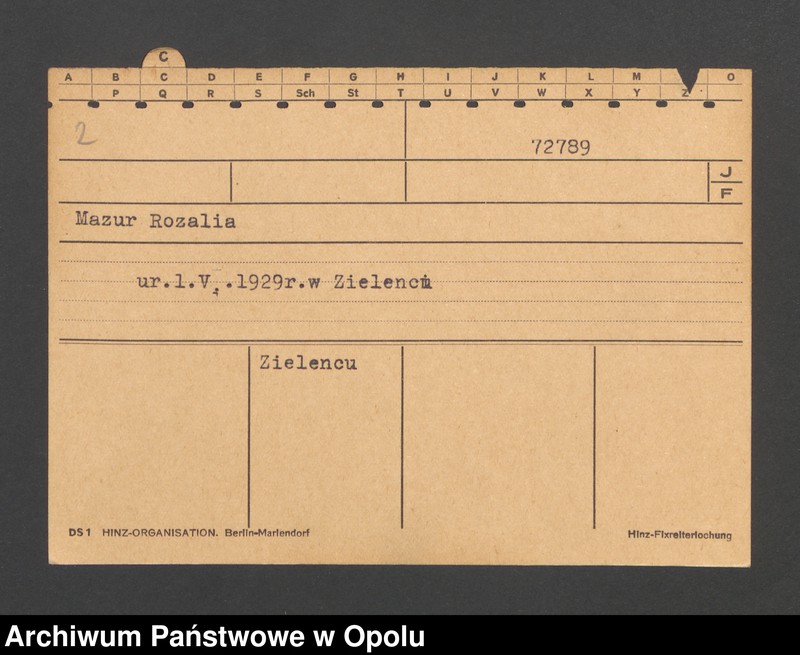 C
A B C D E F G H I J K L M O
P Q R S Sch St T U V W X Y Z
2
72789
J
F
Mazur Rozalia
ur.1.V..1929r.w Zielencu
Zielencu
DS1 HINZ-ORGANISATION. Berlin-Mariendorf
Hinz-Fixreiterlochung
Archiwum Państwowe w Opolu